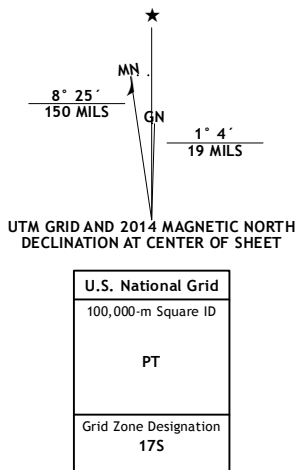 MN
GN
8° 25´
150 MILS
1° 4´
19 MILS
UTM GRID AND 2014 MAGNETIC NORTH
DECLINATION AT CENTER OF SHEET
U.S. National Grid
100,000-m Square ID
PT
Grid Zone Designation
17S